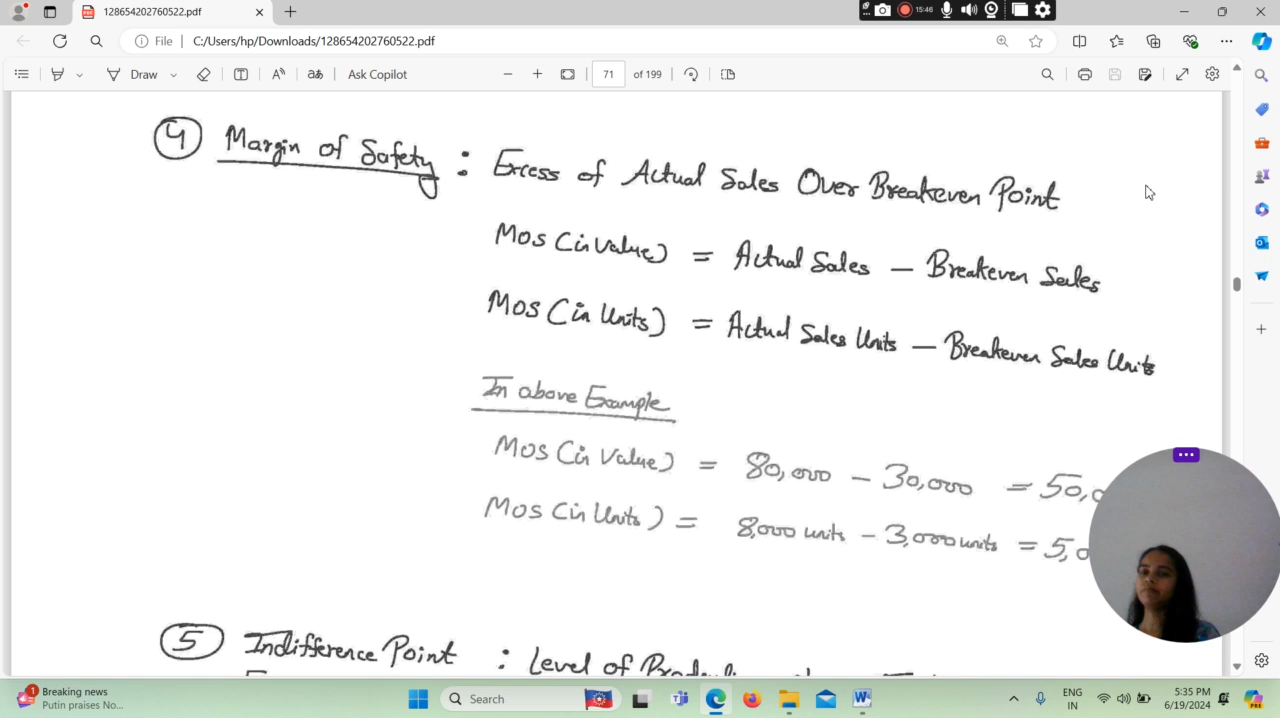 128654202760522.pdf
15:46
File
C:/Users/hp/Downloads/128654202760522.pdf
Draw
Ask Copilot
71
of 199
4 Margin of Safety : Excess of Actual Sales Over Breakeven Point
Mos (in Value) = Actual Sales - Breakeven Sales
Mos (in Units) = Actual Sales Units - Breakeven Sales Units
In above Example
Mos (in Value) = 80,000 - 30,000 = 50,0
Mos (in Units) = 8,000 units - 3,000 units = 5,0
5 Indifference Point : Level of
1
Breaking news
Putin praises No...
Search
ENG
IN
5:35 PM
6/19/2024